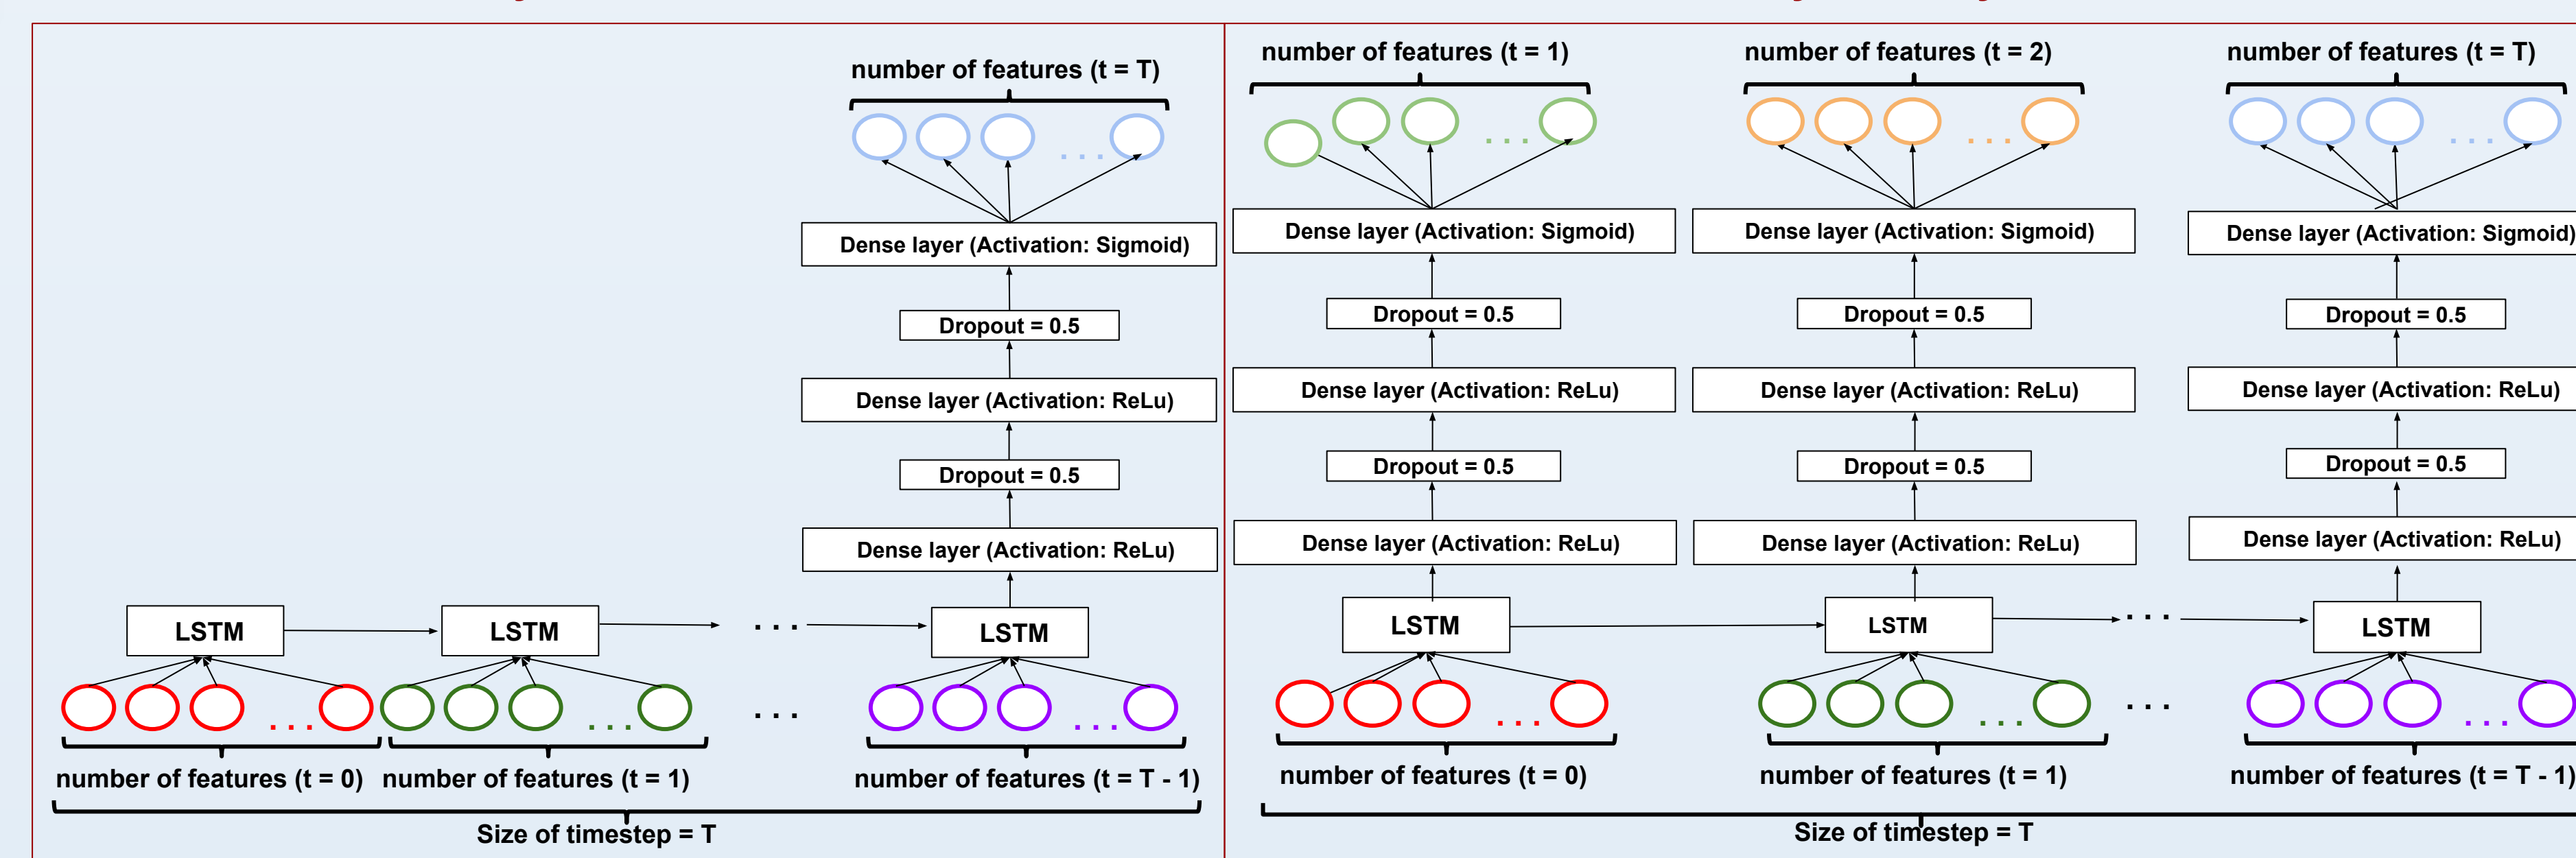 number of features (t = T)
. . .
Dense layer (Activation: Sigmoid)
Dropout = 0.5
Dense layer (Activation: ReLu)
Dropout = 0.5
Dense layer (Activation: ReLu)
LSTM
LSTM
. . .
LSTM
. . .
. . .
. . .
. . .
number of features (t = 0)
number of features (t = 1)
number of features (t = T - 1)
Size of timestep = T
number of features (t = 1)
number of features (t = 2)
number of features (t = T)
. . .
. . .
. . .
Dense layer (Activation: Sigmoid)
Dense layer (Activation: Sigmoid)
Dense layer (Activation: Sigmoid)
Dropout = 0.5
Dropout = 0.5
Dropout = 0.5
Dense layer (Activation: ReLu)
Dense layer (Activation: ReLu)
Dense layer (Activation: ReLu)
Dropout = 0.5
Dropout = 0.5
Dropout = 0.5
Dense layer (Activation: ReLu)
Dense layer (Activation: ReLu)
Dense layer (Activation: ReLu)
LSTM
LSTM
. . .
LSTM
. . .
. . .
. . .
. . .
number of features (t = 0)
number of features (t = 1)
number of features (t = T - 1)
Size of timestep = T